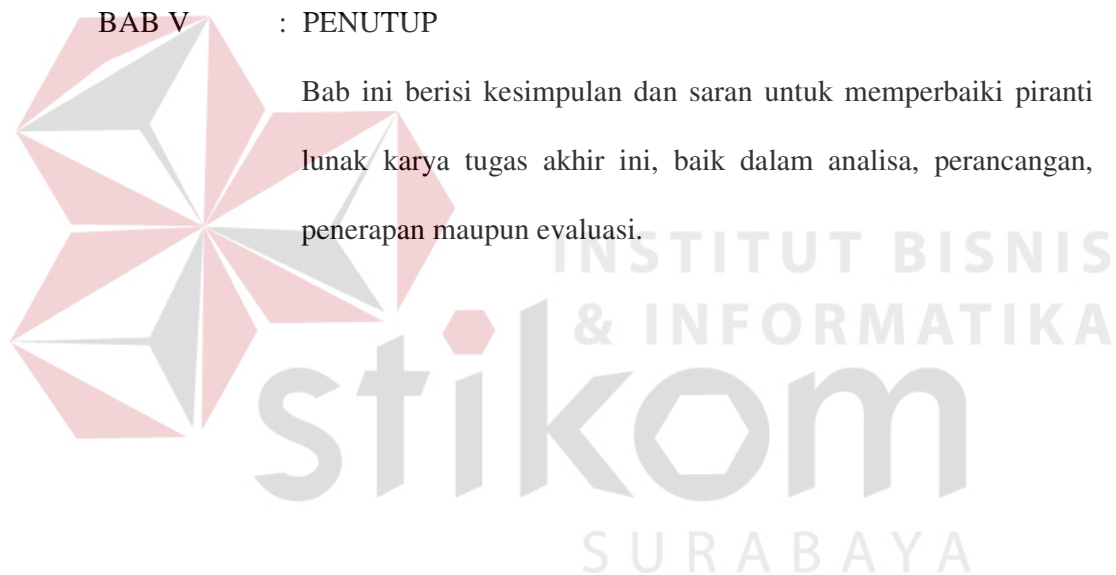 BAB V : PENUTUP
Bab ini berisi kesimpulan dan saran untuk memperbaiki piranti
lunak karya tugas akhir ini, baik dalam analisa, perancangan,
penerapan maupun evaluasi.
INSTITUT BISNIS
& INFORMATIKA
stikom
SURABAYA